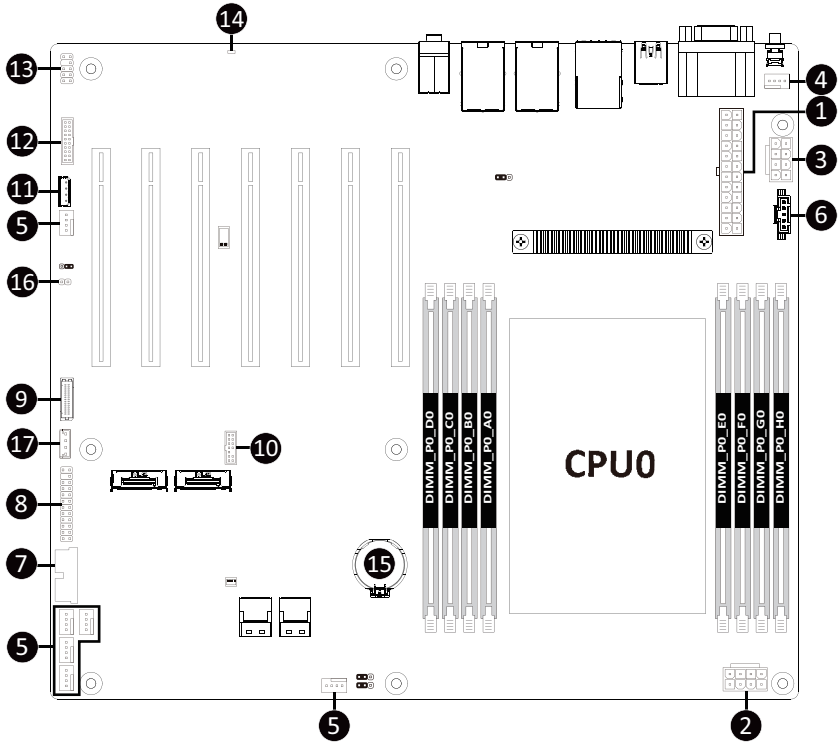 14
13
4
1
12
3
11
5
6
16
9
17
10
8
7
15
5
5
2
DIMM_P0_D0
DIMM_P0_C0
DIMM_P0_B0
DIMM_P0_A0
CPU0
DIMM_P0_E0
DIMM_P0_F0
DIMM_P0_G0
DIMM_P0_H0